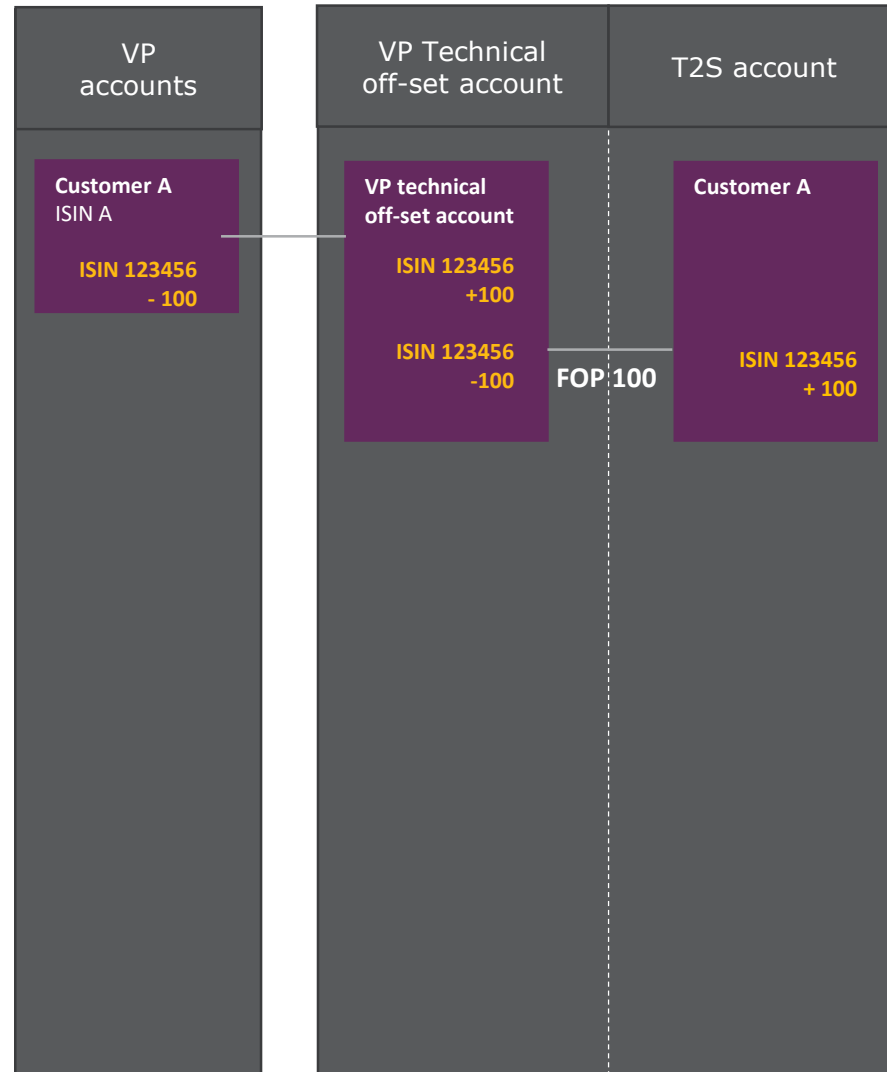 VP
accounts
VP Technical
off-set account
T2S account
Customer A
ISIN A
ISIN 123456
- 100
VP technical
off-set account
ISIN 123456
+100
ISIN 123456
-100
FOP 100
Customer A
ISIN 123456
+ 100